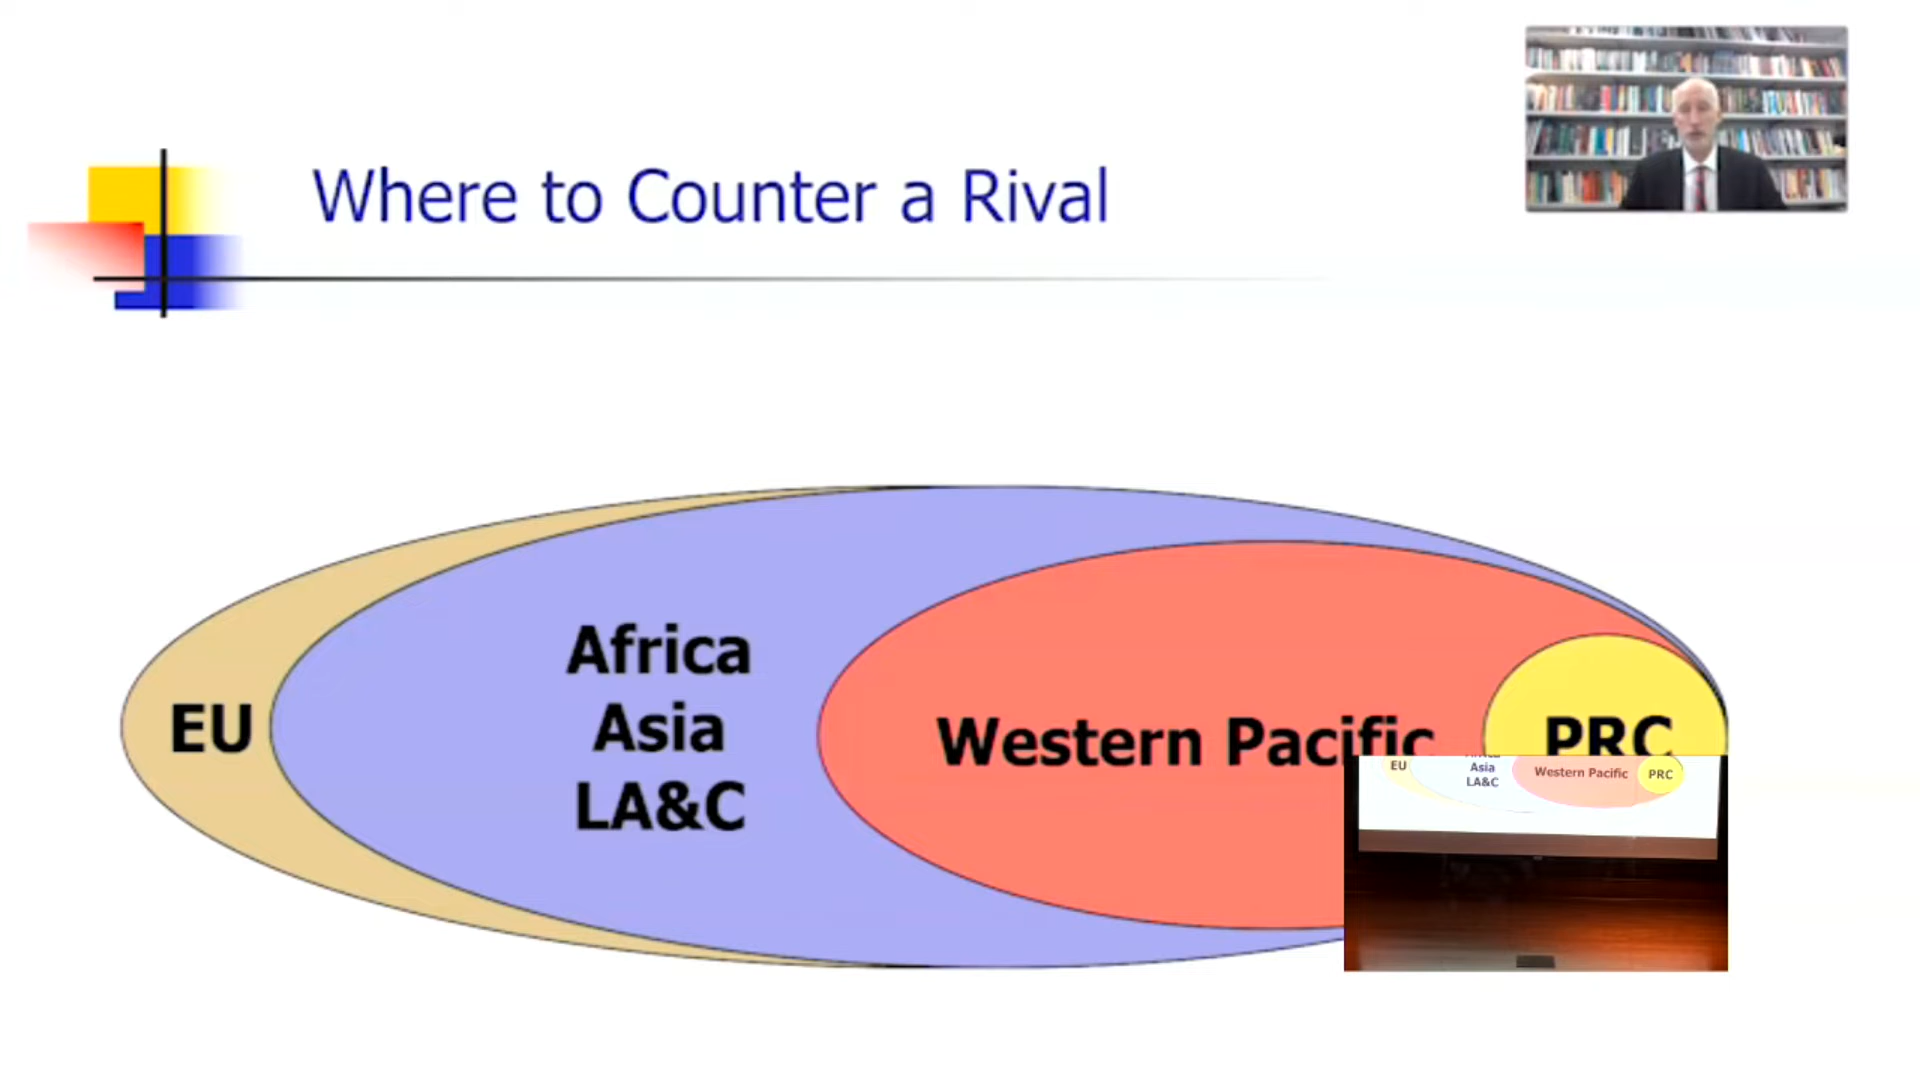 Where to Counter a Rival
EU
Africa
Asia
LA&C
Western Pacific
PRC
EU
Asia
LA&C
Western Pacific
PRC